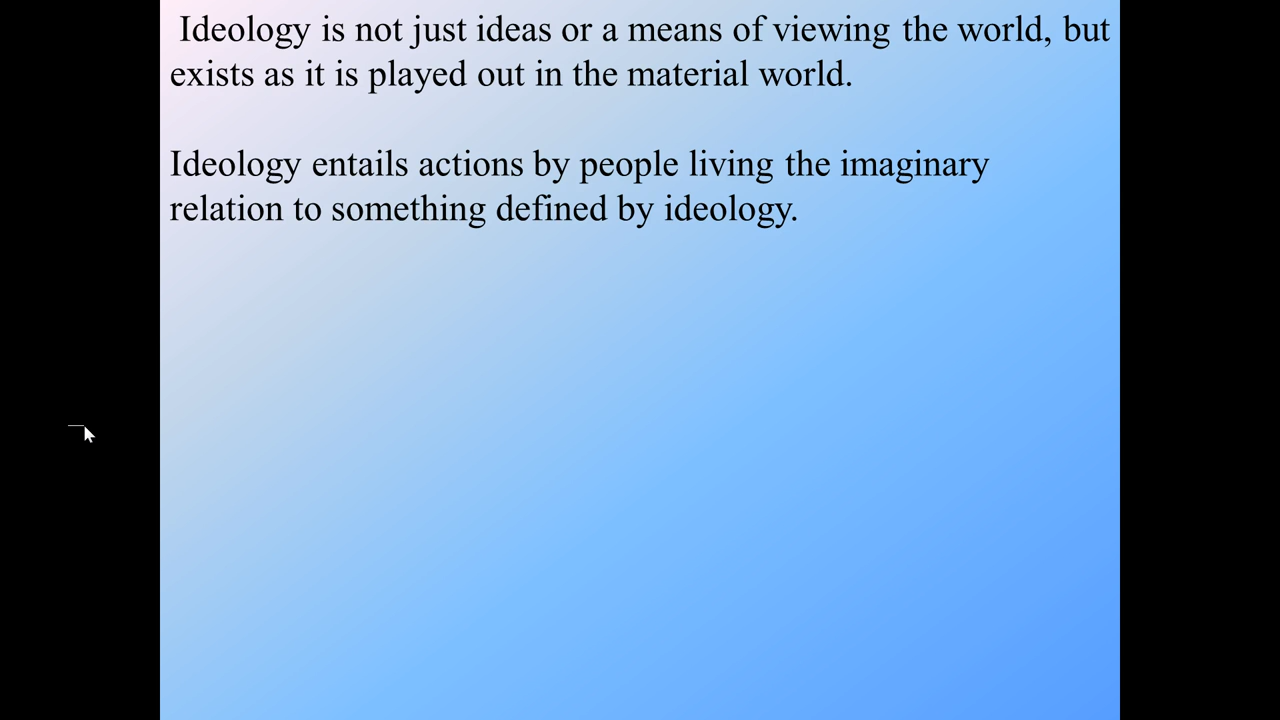 Ideology is not just ideas or a means of viewing the world, but
exists as it is played out in the material world.
Ideology entails actions by people living the imaginary
relation to something defined by ideology.